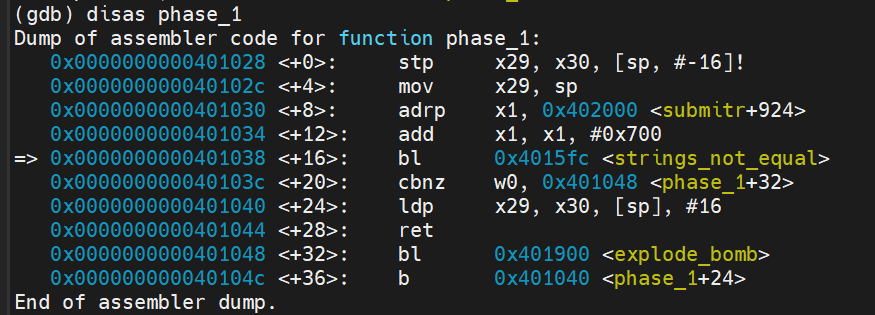 (gdb) disas phase_1
Dump of assembler code for function phase_1:
   0x0000000000401028 <+0>:     stp     x29, x30, [sp, #-16]!
   0x000000000040102c <+4>:     mov     x29, sp
   0x0000000000401030 <+8>:     adrp    x1, 0x402000 <submitr+924>
   0x0000000000401034 <+12>:    add     x1, x1, #0x700
=> 0x0000000000401038 <+16>:    bl      0x4015fc <strings_not_equal>
   0x000000000040103c <+20>:    cbnz    w0, 0x401048 <phase_1+32>
   0x0000000000401040 <+24>:    ldp     x29, x30, [sp], #16
   0x0000000000401044 <+28>:    ret
   0x0000000000401048 <+32>:    bl      0x401900 <explode_bomb>
   0x000000000040104c <+36>:    b       0x401040 <phase_1+24>
End of assembler dump.